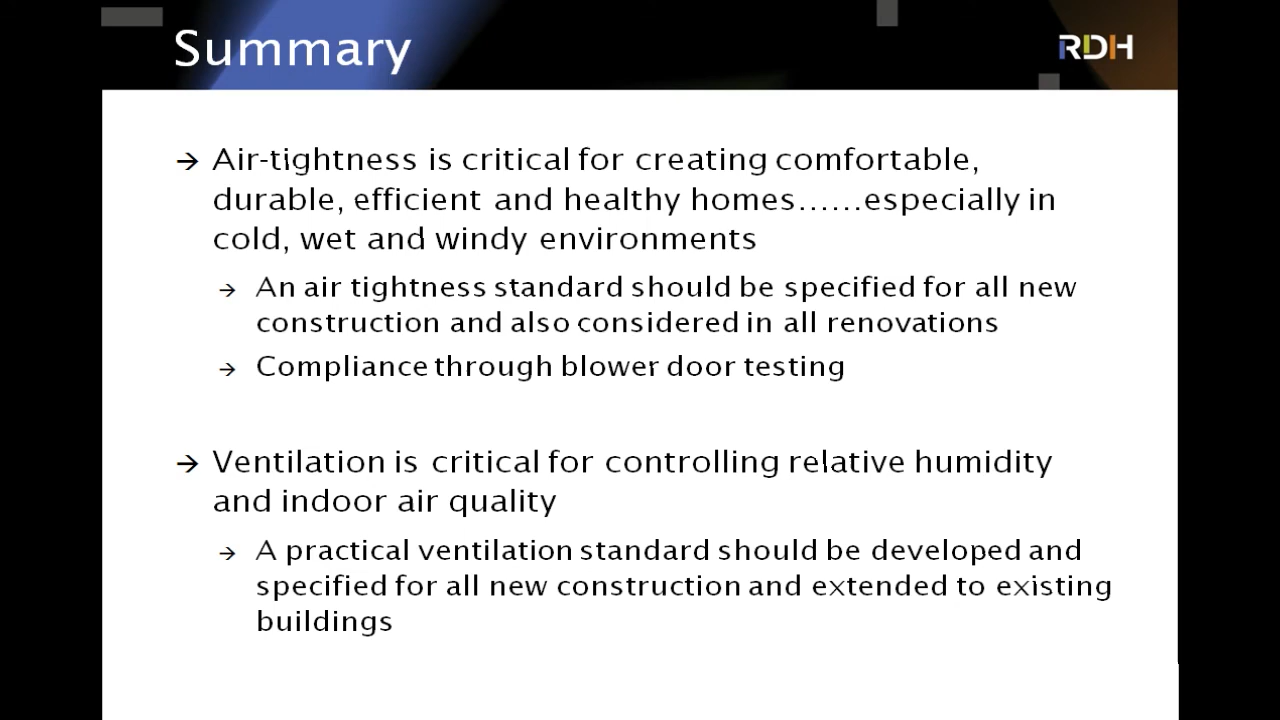 Summary
RDH
→ Air-tightness is critical for creating comfortable,
durable, efficient and healthy homes......especially in
cold, wet and windy environments
→ An air tightness standard should be specified for all new
construction and also considered in all renovations
→ Compliance through blower door testing
→ Ventilation is critical for controlling relative humidity
and indoor air quality
→ A practical ventilation standard should be developed and
specified for all new construction and extended to existing
buildings